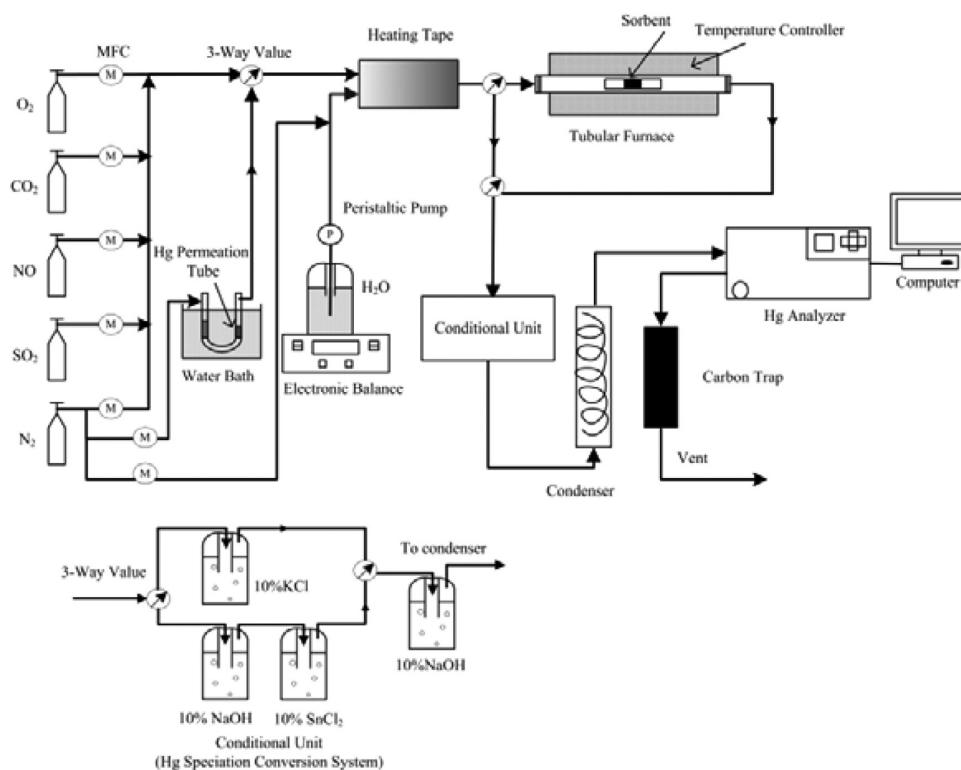 MFC
3-Way Value
Heating Tape
Sorbent
Temperature Controller
M
O2
Tubular Furnace
M
CO2
Peristaltic Pump
M
NO
Hg Permeation
Tube
P
H2O
Computer
Hg Analyzer
Conditional Unit
M
SO2
Water Bath
Electronic Balance
Carbon Trap
M
N2
M
M
Vent
Condenser
3-Way Value
10%KCl
To condenser
10%NaOH
10% NaOH
10% SnCl2
Conditional Unit
(Hg Speciation Conversion System)